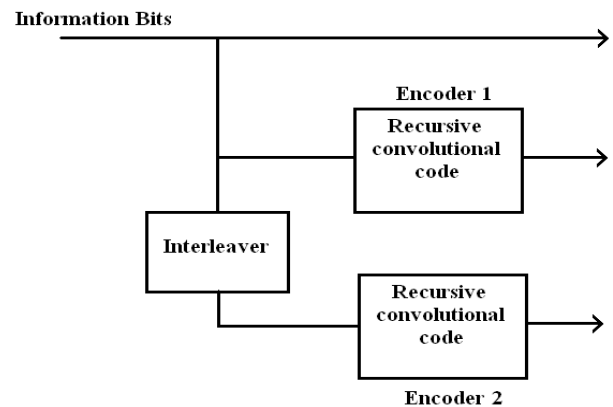 Information Bits
Encoder 1
Recursive
convolutional
code
Interleaver
Recursive
convolutional
code
Encoder 2